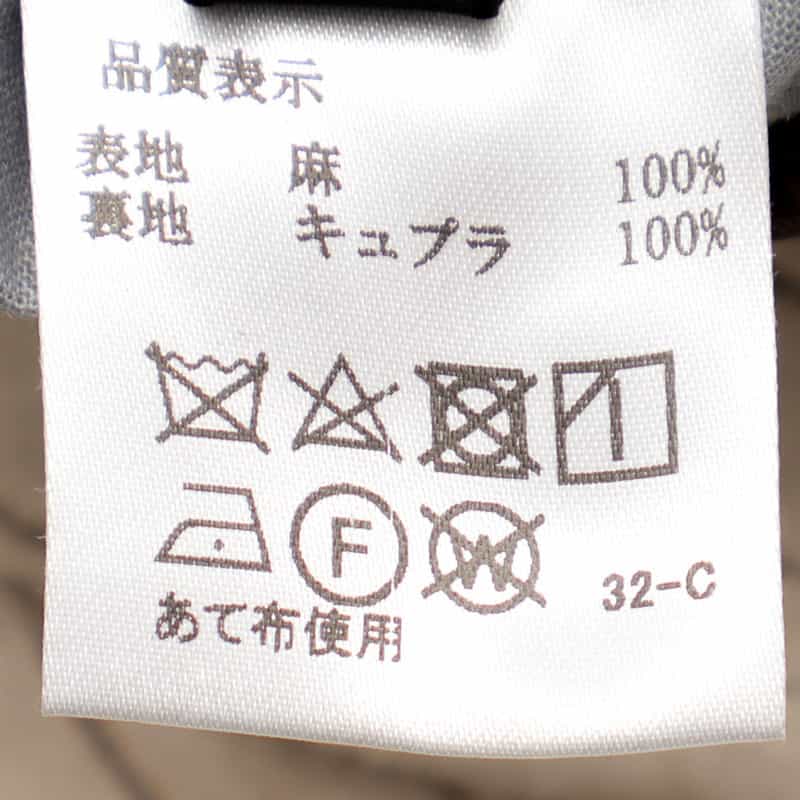 品質表示
表地 麻 100%
裏地 キュプラ 100%
F W 32-C
あて布使用